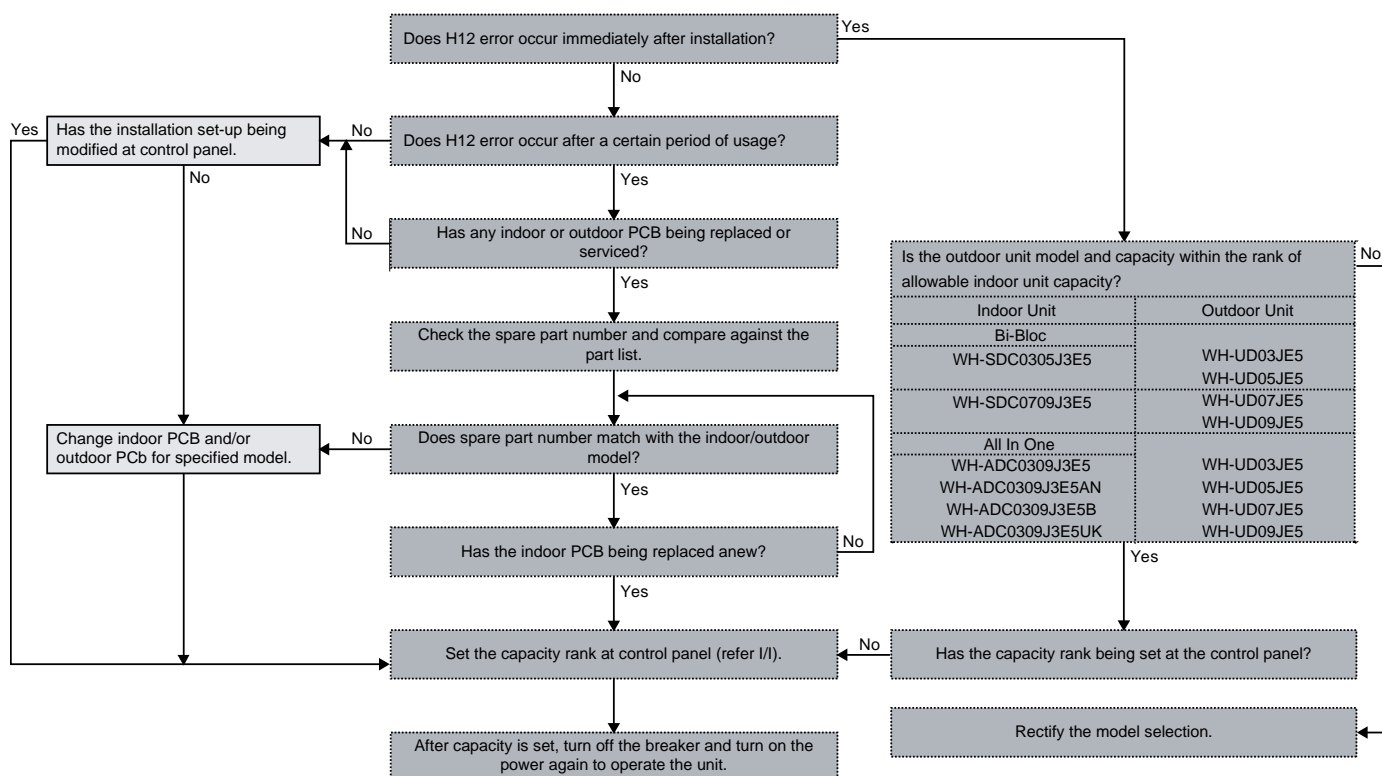 Does H12 error occur immediately after installation?
Yes
No
Yes
Has the installation set-up being
modified at control panel.
No
Does H12 error occur after a certain period of usage?
No
Yes
No
Has any indoor or outdoor PCB being replaced or
serviced?
Yes
Check the spare part number and compare against the
part list.
Change indoor PCB and/or
outdoor PCb for specified model.
No
Does spare part number match with the indoor/outdoor
model?
Yes
Has the indoor PCB being replaced anew?
No
Yes
Set the capacity rank at control panel (refer I/I).
After capacity is set, turn off the breaker and turn on the
power again to operate the unit.
Is the outdoor unit model and capacity within the rank of
allowable indoor unit capacity?
No
Indoor Unit
Outdoor Unit
Bi-Bloc
WH-SDC0305J3E5
WH-UD03JE5
WH-UD05JE5
WH-SDC0709J3E5
WH-UD07JE5
WH-UD09JE5
All In One
WH-ADC0309J3E5
WH-UD03JE5
WH-ADC0309J3E5AN
WH-UD05JE5
WH-ADC0309J3E5B
WH-UD07JE5
WH-ADC0309J3E5UK
WH-UD09JE5
Yes
No
Has the capacity rank being set at the control panel?
Rectify the model selection.